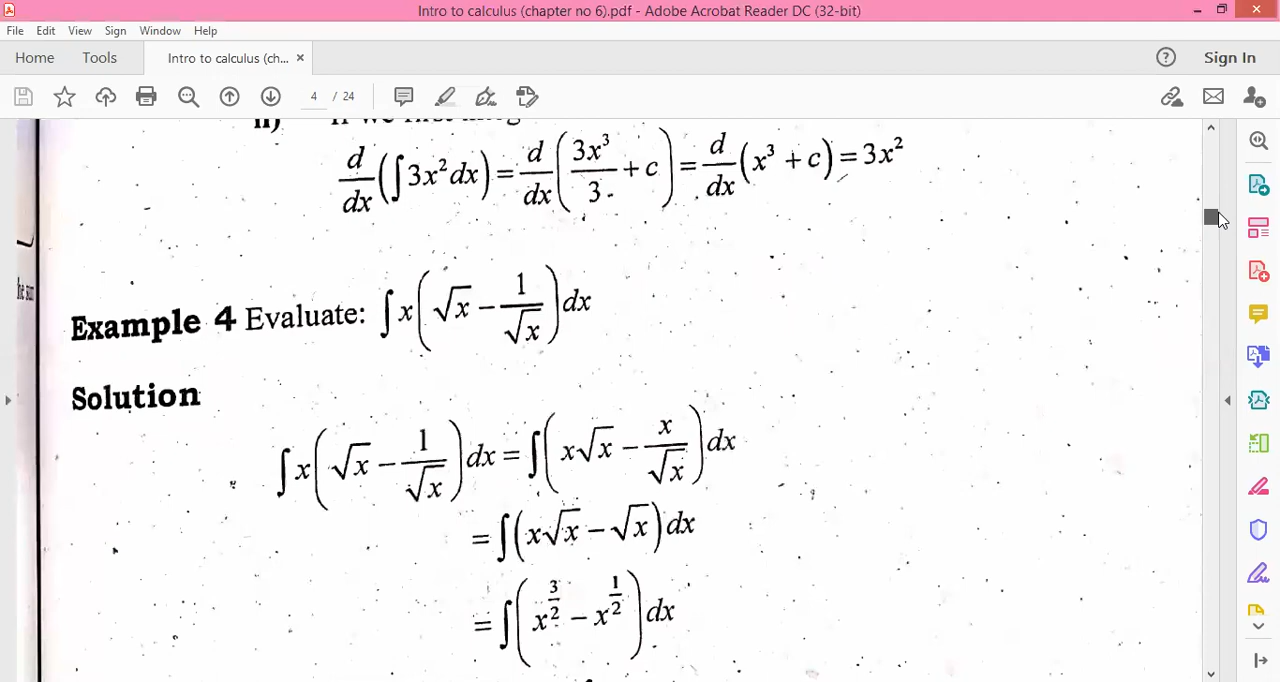 Intro to calculus (chapter no 6).pdf - Adobe Acrobat Reader DC (32-bit)
File Edit View Sign Window Help
Home Tools Intro to calculus (ch... × Sign In
4 / 24
ii)
d/dx (∫3x²dx) = d/dx (3x³/3 + c) = d/dx (x³ + c) = 3x²
Example 4 Evaluate: ∫x(√x − 1/√x)dx
Solution
∫x(√x − 1/√x)dx = ∫(x√x − x/√x)dx
= ∫(x√x − √x)dx
= ∫(x^(3/2) − x^(1/2))dx